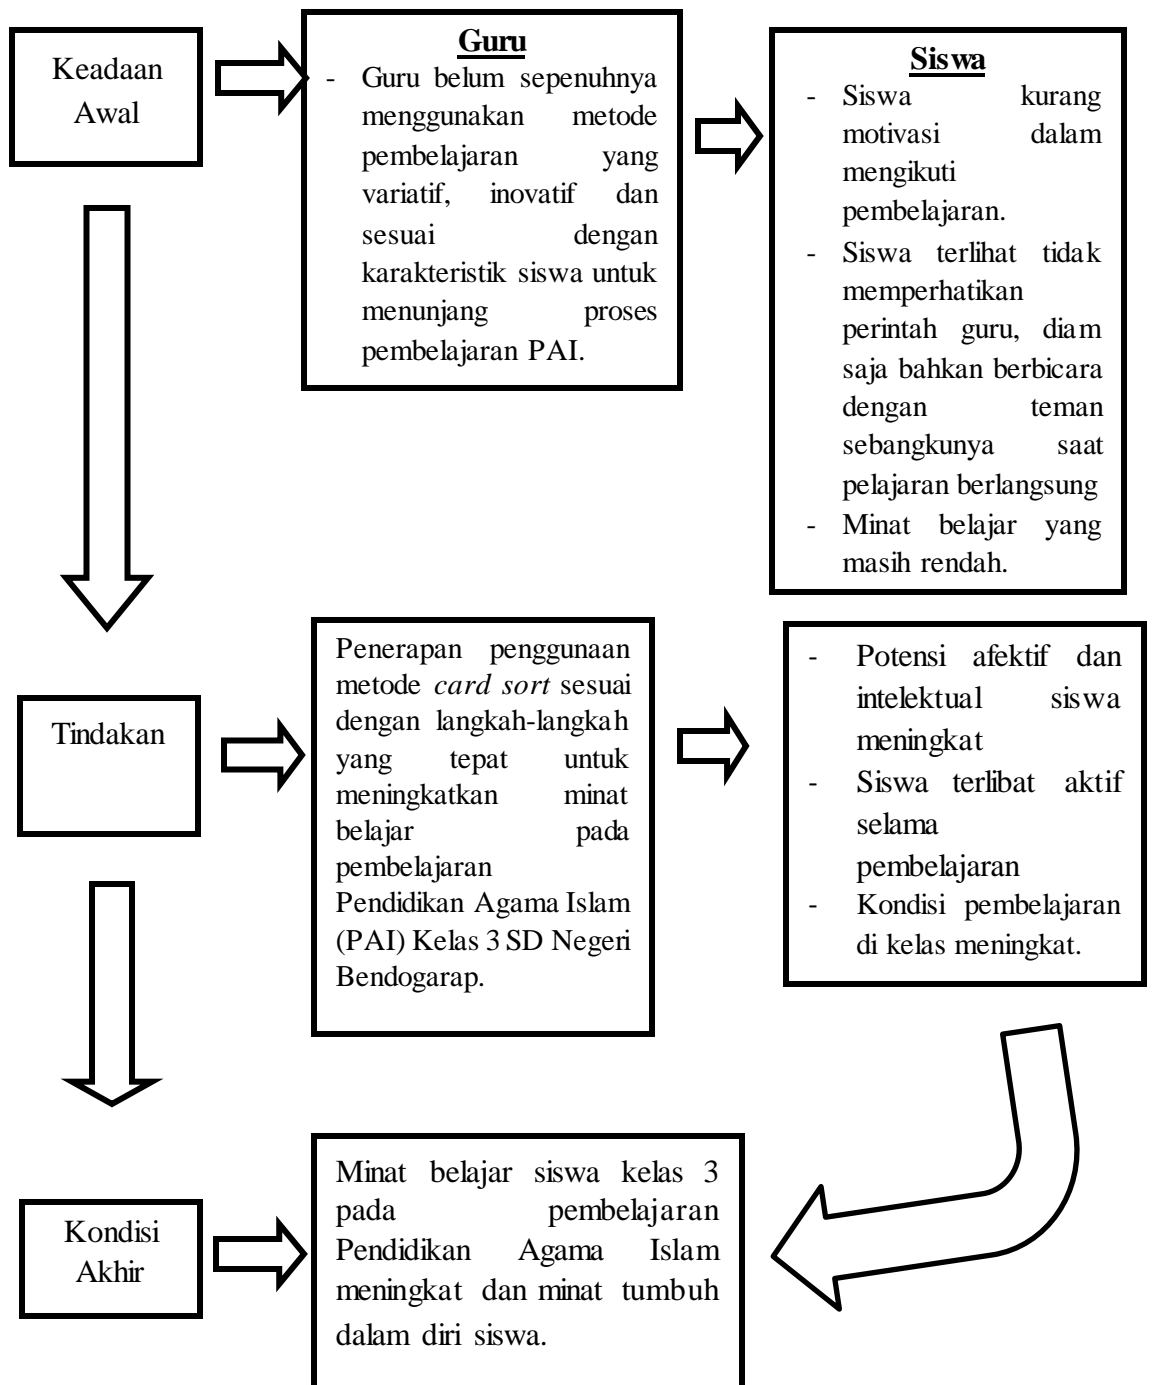 Keadaan
Awal
Guru
- Guru belum sepenuhnya
menggunakan metode
pembelajaran yang
variatif, inovatif dan
sesuai dengan
karakteristik siswa untuk
menunjang proses
pembelajaran PAI.
Siswa
- Siswa kurang
motivasi dalam
mengikuti
pembelajaran.
- Siswa terlihat tidak
memperhatikan
perintah guru, diam
saja bahkan berbicara
dengan teman
sebangkunya saat
pelajaran berlangsung
- Minat belajar yang
masih rendah.
Tindakan
Penerapan penggunaan
metode card sort sesuai
dengan langkah-langkah
yang tepat untuk
meningkatkan minat
belajar pada
pembelajaran
Pendidikan Agama Islam
(PAI) Kelas 3 SD Negeri
Bendogarap.
- Potensi afektif dan
intelektual siswa
meningkat
- Siswa terlibat aktif
selama
pembelajaran
- Kondisi pembelajaran
di kelas meningkat.
Kondisi
Akhir
Minat belajar siswa kelas 3
pada pembelajaran
Pendidikan Agama Islam
meningkat dan minat tumbuh
dalam diri siswa.